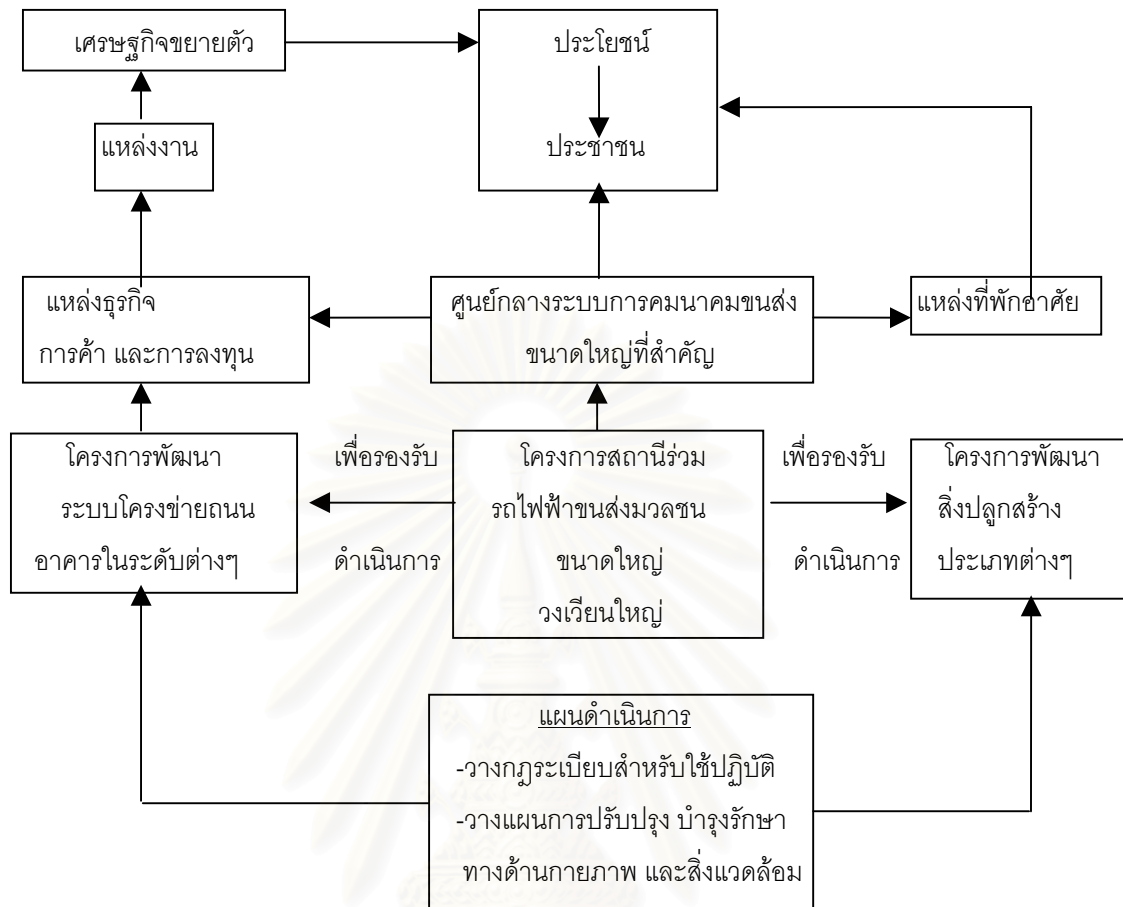 เศรษฐกิจขยายตัว
ประโยชน์
แหล่งงาน
ประชาชน
แหล่งธุรกิจ
การค้า และการลงทุน
ศูนย์กลางระบบการคมนาคมขนส่ง
ขนาดใหญ่ที่สำคัญ
แหล่งที่พักอาศัย
โครงการพัฒนา
ระบบโครงข่ายถนน
อาคารในระดับต่างๆ
เพื่อรองรับ
ดำเนินการ
โครงการสถานีร่วม
รถไฟฟ้าขนส่งมวลชน
ขนาดใหญ่
วงเวียนใหญ่
เพื่อรองรับ
ดำเนินการ
โครงการพัฒนา
สิ่งปลูกสร้าง
ประเภทต่างๆ
แผนดำเนินการ
-วางกฎระเบียบสำหรับใช้ปฏิบัติ
-วางแผนการปรับปรุง บำรุงรักษา
ทางด้านกายภาพ และสิ่งแวดล้อม